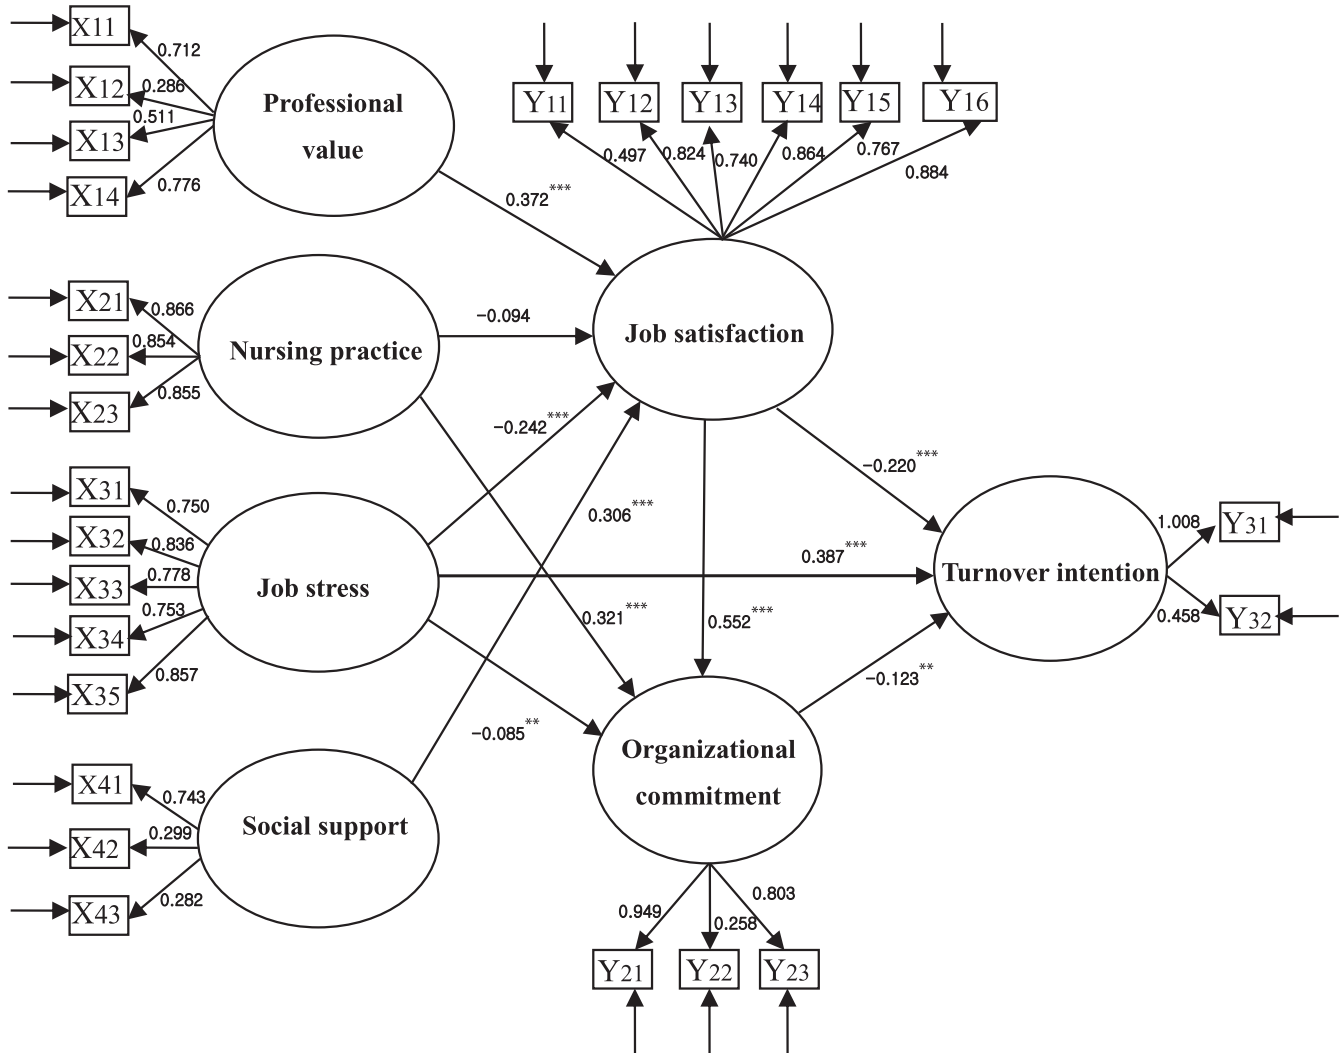 X11
0.712
X12
0.286
0.511
X13
X14
0.776
Professional
value
Y11
Y12
Y13
Y14
Y15
Y16
0.497
0.824
0.740
0.864
0.767
0.884
0.372***
X21
0.866
X22
0.854
X23
0.855
Nursing practice
−0.094
Job satisfaction
−0.242***
0.306***
−0.220***
X31
0.750
X32
0.836
X33
0.778
X34
0.753
X35
0.857
Job stress
0.387***
0.321***
0.552***
Turnover intention
1.008
Y31
0.458
Y32
−0.123**
−0.085**
X41
0.743
X42
0.299
X43
0.282
Social support
Organizational
commitment
0.949
0.258
0.803
Y21
Y22
Y23